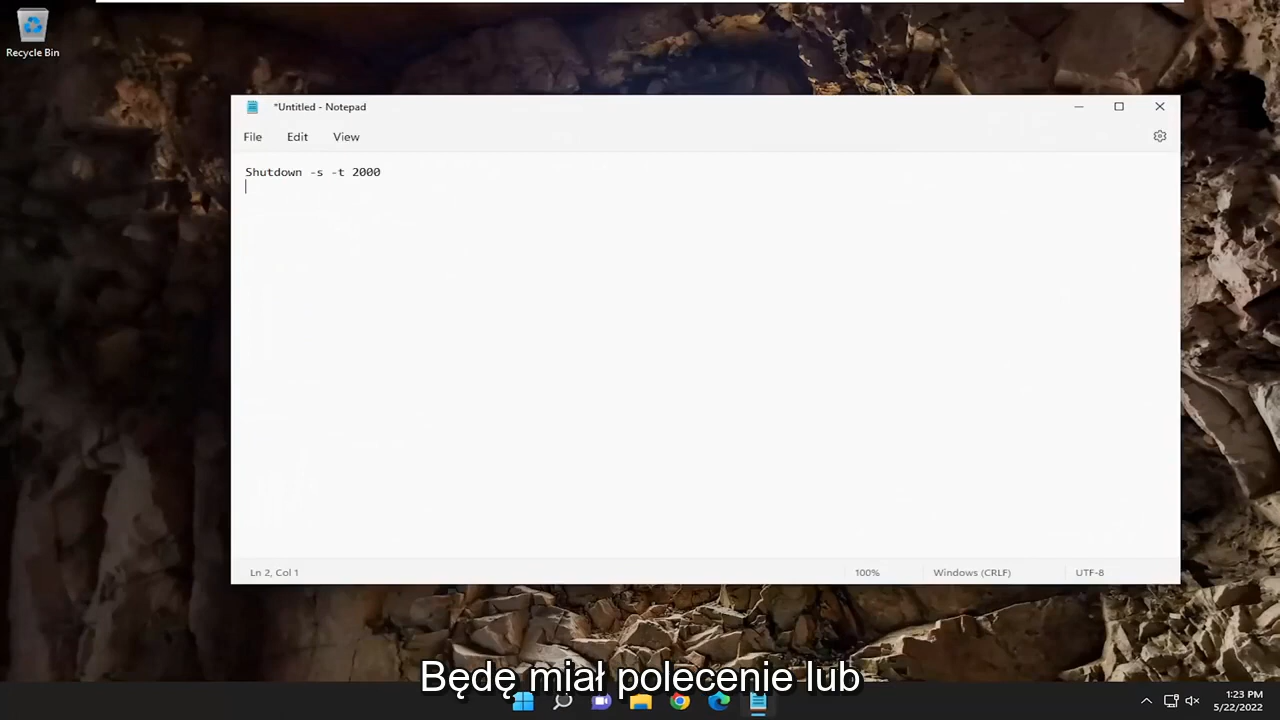 Recycle Bin
*Untitled - Notepad
File Edit View
Shutdown -s -t 2000
Ln 2, Col 1 100% Windows (CRLF) UTF-8
Będę miał polecenie lub
1:23 PM
5/22/2022